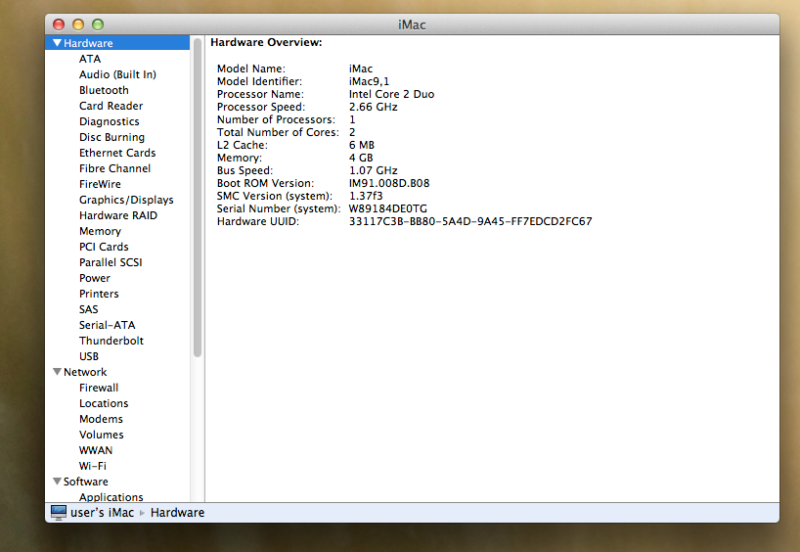 iMac
Hardware
ATA
Audio (Built In)
Bluetooth
Card Reader
Diagnostics
Disc Burning
Ethernet Cards
Fibre Channel
FireWire
Graphics/Displays
Hardware RAID
Memory
PCI Cards
Parallel SCSI
Power
Printers
SAS
Serial-ATA
Thunderbolt
USB
Network
Firewall
Locations
Modems
Volumes
WWAN
Wi-Fi
Software
Applications
Hardware Overview:
Model Name: iMac
Model Identifier: iMac9,1
Processor Name: Intel Core 2 Duo
Processor Speed: 2.66 GHz
Number of Processors: 1
Total Number of Cores: 2
L2 Cache: 6 MB
Memory: 4 GB
Bus Speed: 1.07 GHz
Boot ROM Version: IM91.008D.B08
SMC Version (system): 1.37f3
Serial Number (system): W89184DE0TG
Hardware UUID: 33117C3B-BB80-5A4D-9A45-FF7EDCD2FC67
user's iMac ▸ Hardware